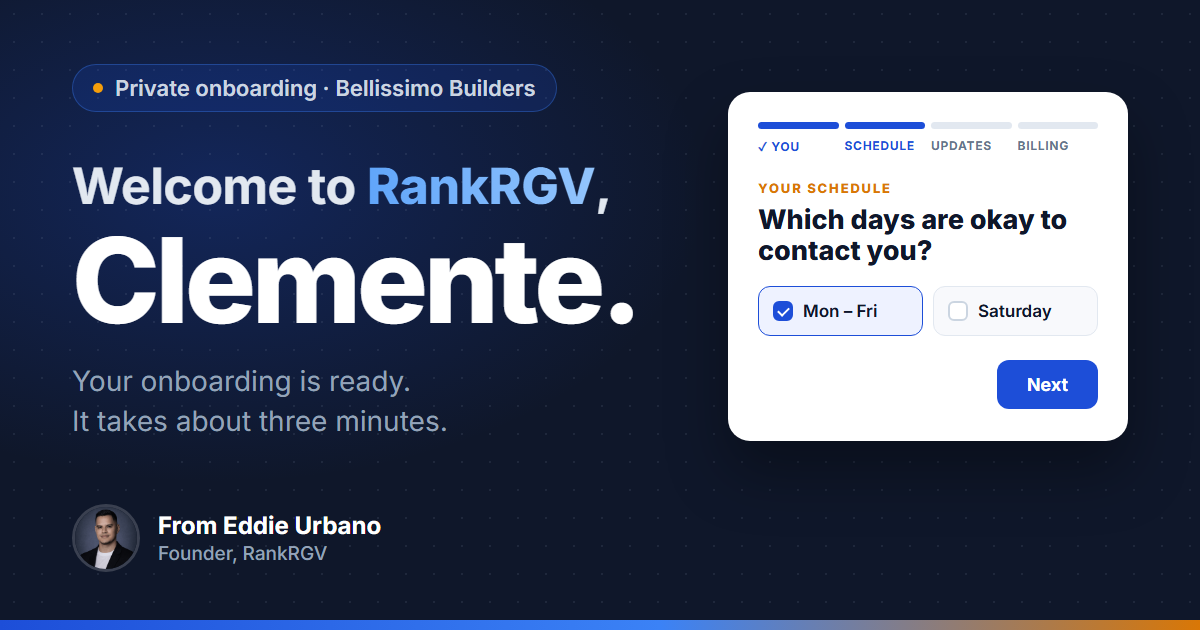 Private onboarding · Bellissimo Builders
Welcome to RankRGV,
Clemente.
Your onboarding is ready.
It takes about three minutes.
From Eddie Urbano
Founder, RankRGV
✓ YOU
SCHEDULE
UPDATES
BILLING
YOUR SCHEDULE
Which days are okay to
contact you?
Mon – Fri
Saturday
Next